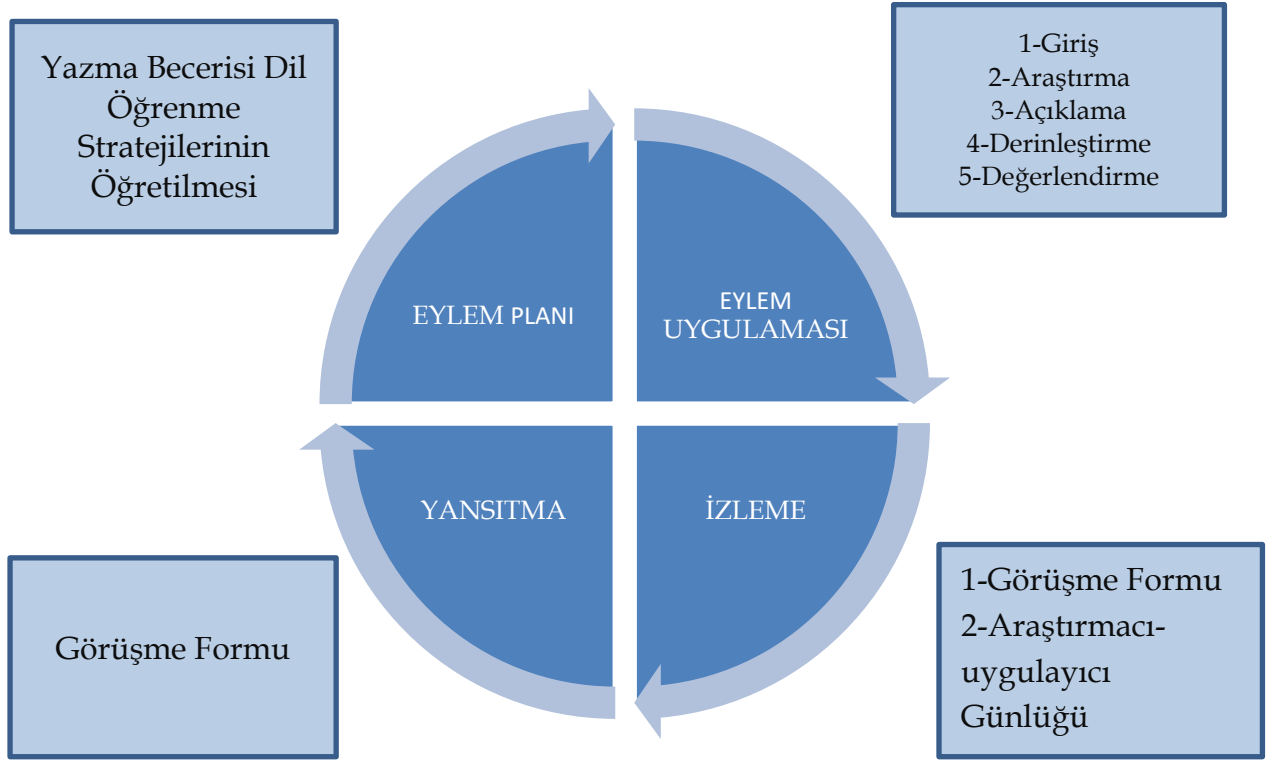 Yazma Becerisi Dil
Öğrenme
Stratejilerinin
Öğretilmesi
1-Giriş
2-Araştırma
3-Açıklama
4-Derinleştirme
5-Değerlendirme
EYLEM PLANI
EYLEM
UYGULAMASI
YANSITMA
İZLEME
Görüşme Formu
1-Görüşme Formu
2-Araştırmacı-
uygulayıcı
Günlüğü